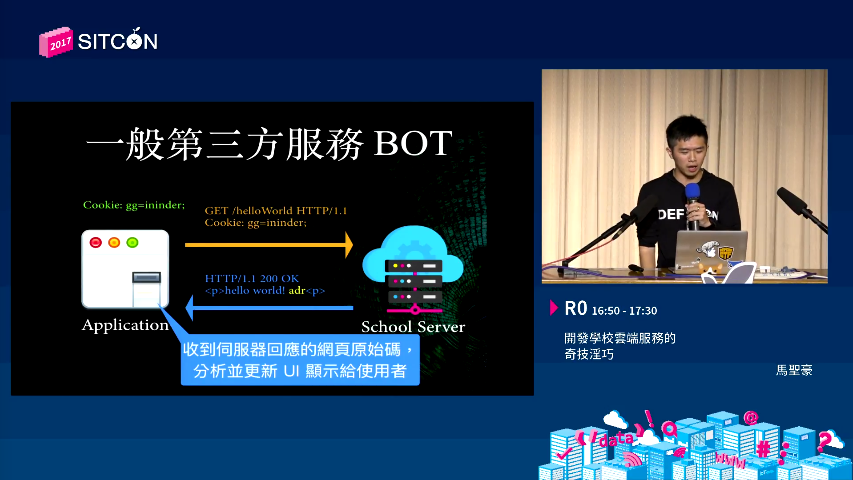 2017 SITCON
一般第三方服務 BOT
Cookie: gg=ininder;
GET /helloWorld HTTP/1.1
Cookie: gg=ininder;
HTTP/1.1 200 OK
<p>hello world! adr<p>
Application
School Server
收到伺服器回應的網頁原始碼，
分析並更新 UI 顯示給使用者
R0 16:50 - 17:30
開發學校雲端服務的
奇技淫巧
馬聖豪
data
www